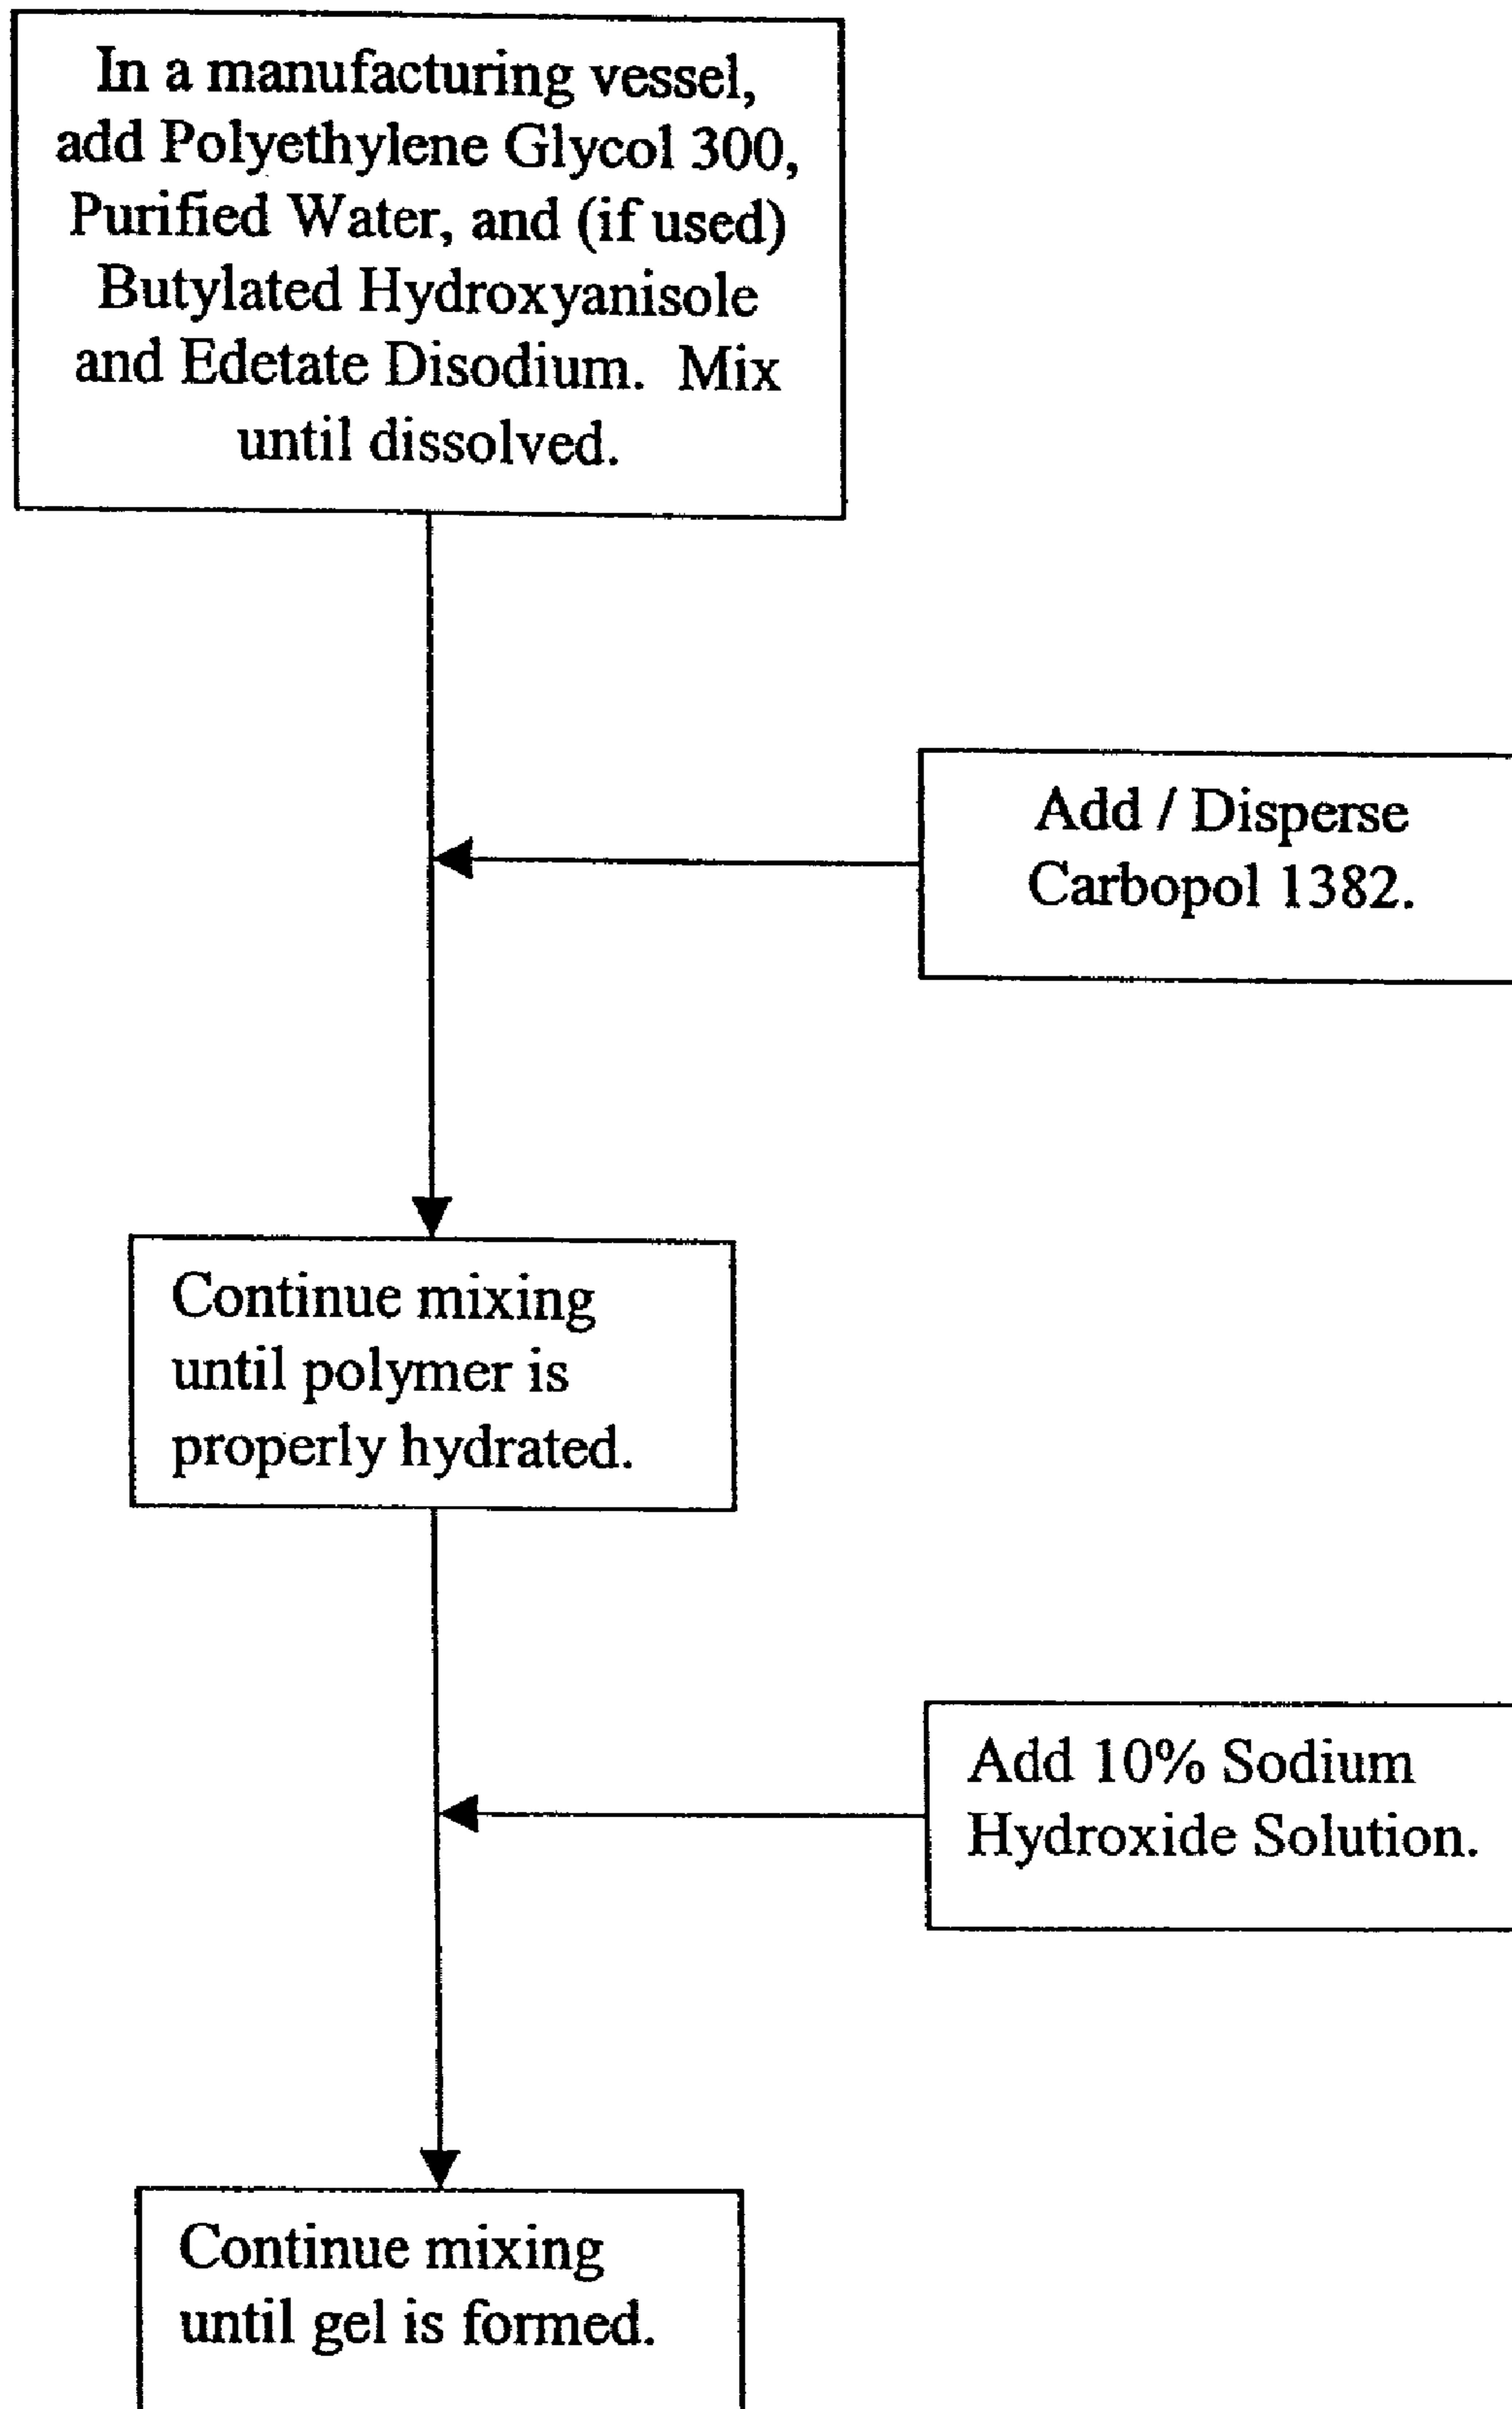 In a manufacturing vessel,
add Polyethylene Glycol 300,
Purified Water, and (if used)
Butylated Hydroxyanisole
and Edetate Disodium. Mix
until dissolved.
Add / Disperse
Carbopol 1382.
Continue mixing
until polymer is
properly hydrated.
Add 10% Sodium
Hydroxide Solution.
Continue mixing
until gel is formed.